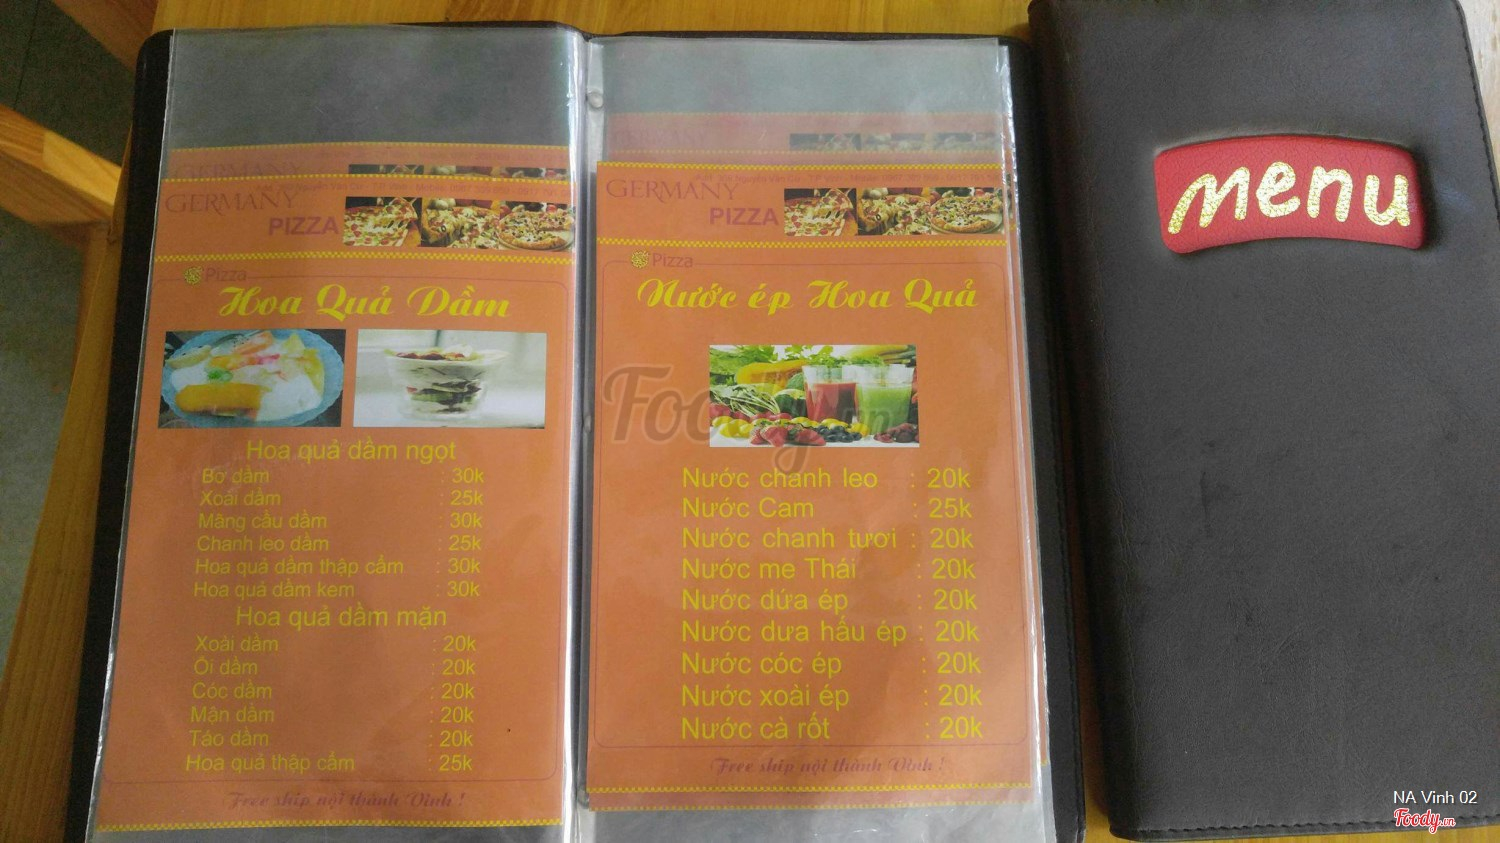 GERMANY
GERMANY
PIZZA
Pizza
Hoa Quả Dầm
Hoa quả dầm ngọt
Bơ dầm : 30k
Xoài dầm : 25k
Mãng cầu dầm : 30k
Chanh leo dầm : 25k
Hoa quả dầm thập cẩm : 30k
Hoa quả dầm kem : 30k
Hoa quả dầm mặn
Xoài dầm : 20k
Ổi dầm : 20k
Cóc dầm : 20k
Mận dầm : 20k
Táo dầm : 20k
Hoa quả thập cẩm : 25k
Free ship nội thành Vinh !
GERMANY
PIZZA
Pizza
Nước ép Hoa Quả
Nước chanh leo : 20k
Nước Cam : 25k
Nước chanh tươi : 20k
Nước me Thái : 20k
Nước dứa ép : 20k
Nước dưa hấu ép : 20k
Nước cóc ép : 20k
Nước xoài ép : 20k
Nước cà rốt : 20k
Free ship nội thành Vinh !
menu
Foody.vn
NA Vinh 02
Foody.vn